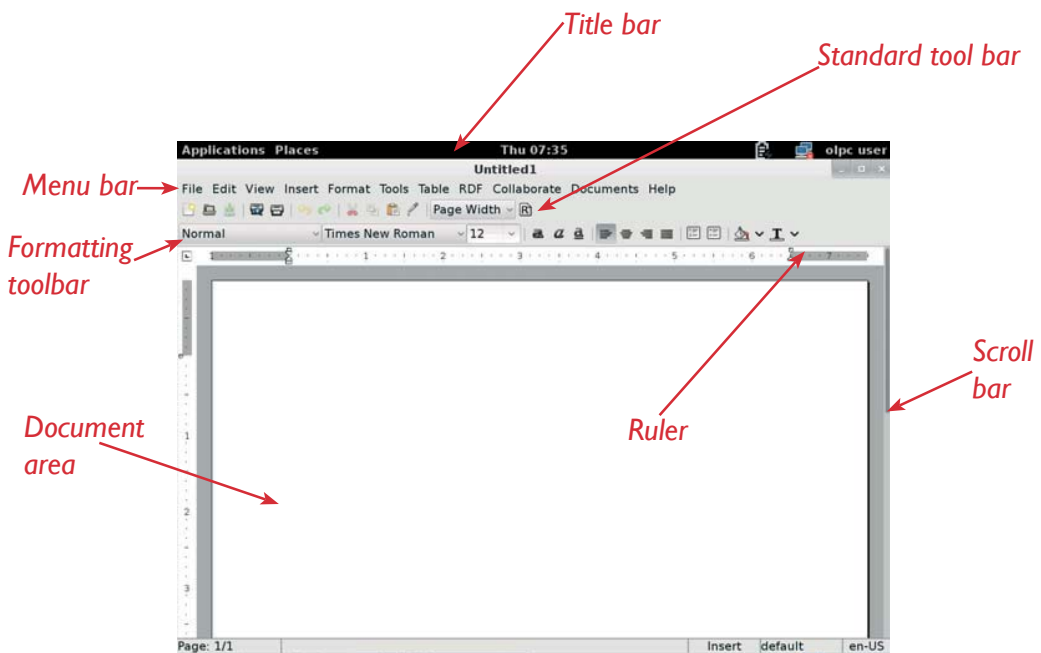 Title bar
Standard tool bar
Applications Places Thu 07:35 olpc user
Untitled1
Menu bar
File Edit View Insert Format Tools Table RDF Collaborate Documents Help
Page Width R
Formatting
toolbar
Normal Times New Roman 12 a a a T
1 1 2 3 4 5 6 7
Scroll
bar
Ruler
Document
area
1
2
3
Page: 1/1 Insert default en-US